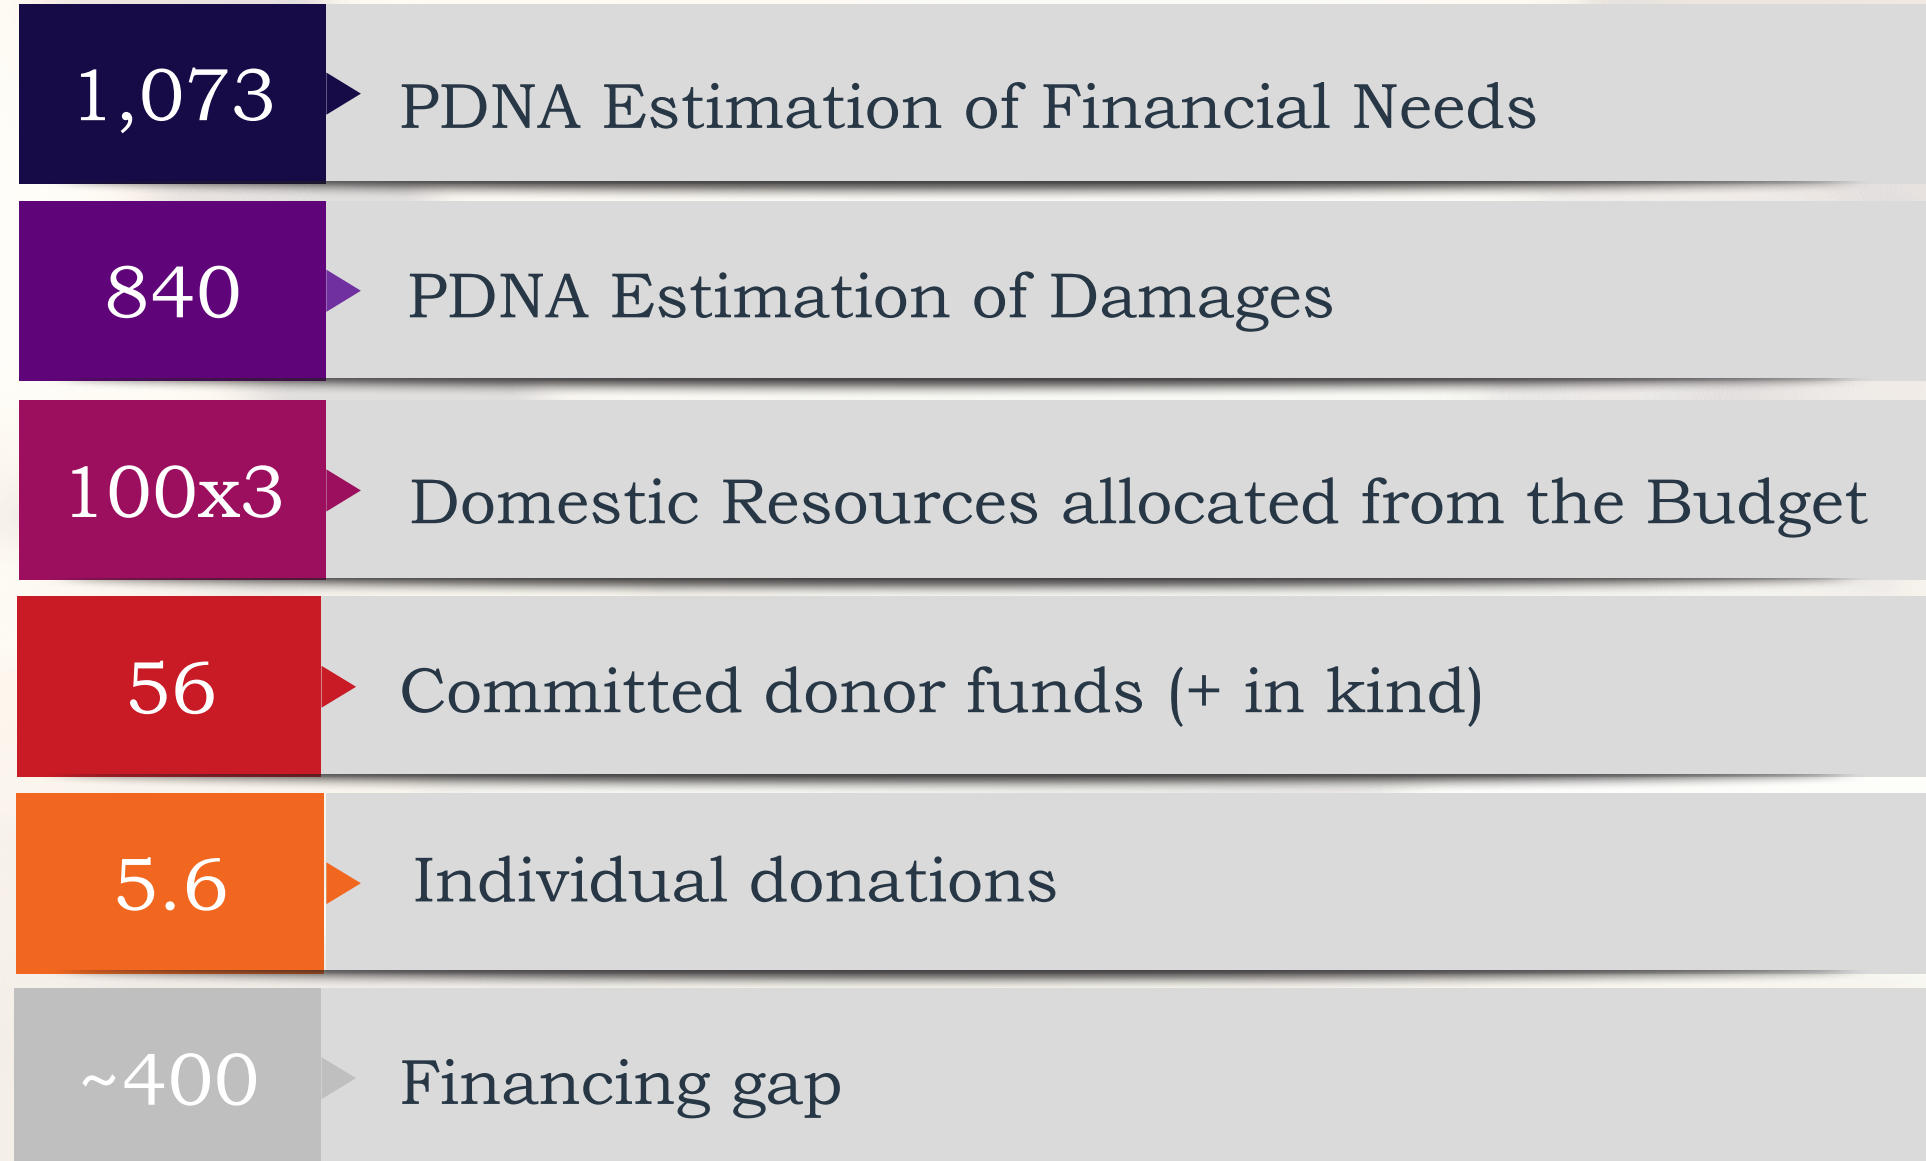 1,073 PDNA Estimation of Financial Needs
840 PDNA Estimation of Damages
100x3 Domestic Resources allocated from the Budget
56 Committed donor funds (+ in kind)
5.6 Individual donations
~400 Financing gap